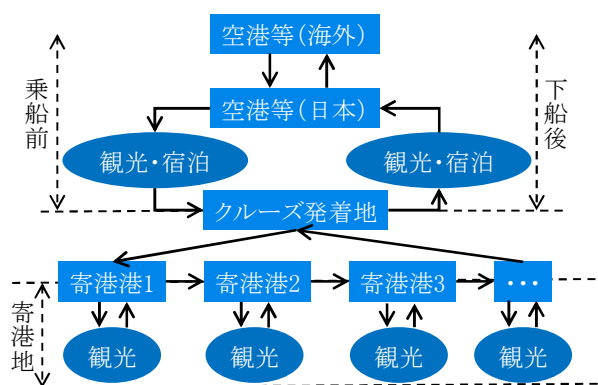 空港等(海外)
乗船前
下船後
空港等(日本)
観光・宿泊
観光・宿泊
クルーズ発着地
寄港港1
寄港港2
寄港港3
…
寄港地
観光
観光
観光
観光